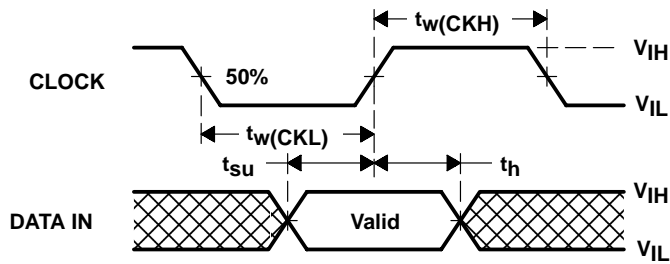 tw(CKH)
VIH
CLOCK
50%
VIL
tw(CKL)
tsu
th
VIH
DATA IN
Valid
VIL